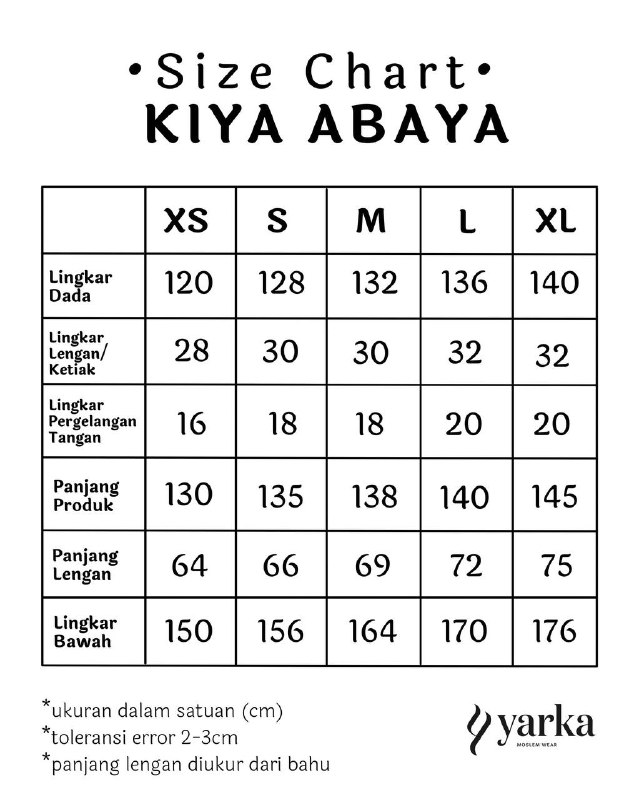 •Size Chart•
KIYA ABAYA
XS S M L XL
Lingkar Dada 120 128 132 136 140
Lingkar Lengan/ Ketiak 28 30 30 32 32
Lingkar Pergelangan Tangan 16 18 18 20 20
Panjang Produk 130 135 138 140 145
Panjang Lengan 64 66 69 72 75
Lingkar Bawah 150 156 164 170 176
*ukuran dalam satuan (cm)
*toleransi error 2-3cm
*panjang lengan diukur dari bahu
yarka
MOSLEM WEAR